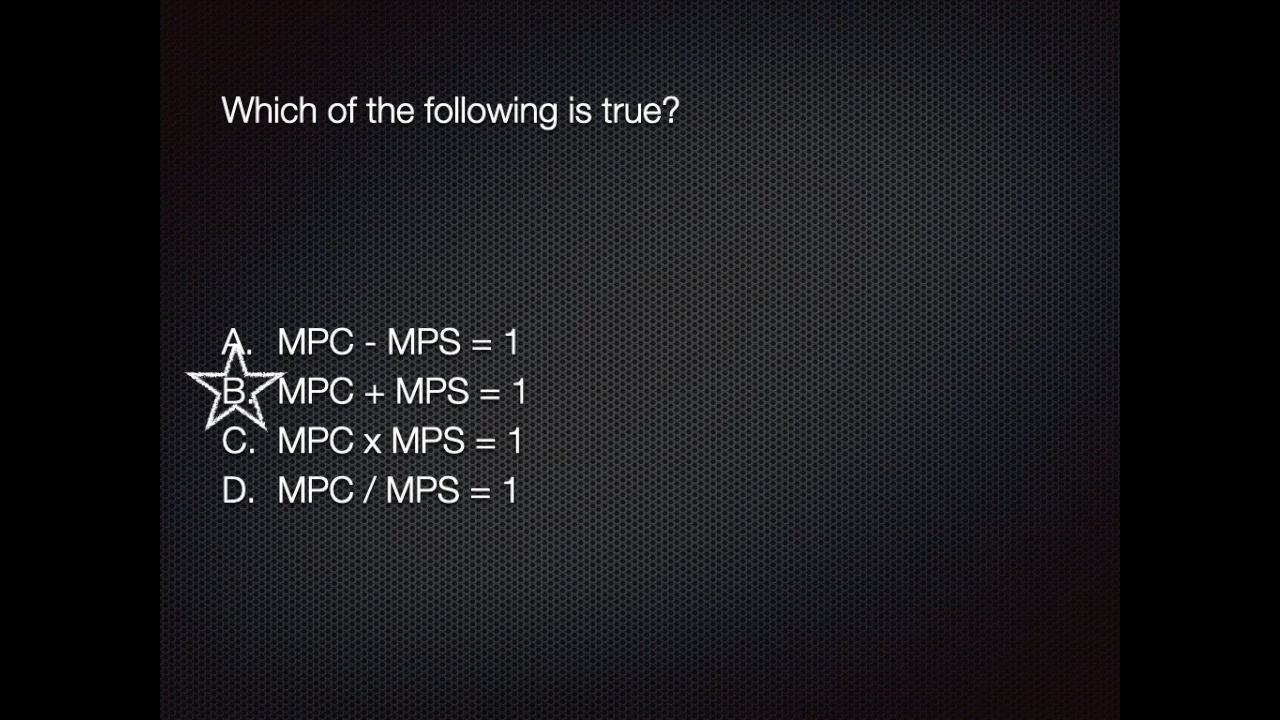 Which of the following is true?
A. MPC - MPS = 1
B. MPC + MPS = 1
C. MPC x MPS = 1
D. MPC / MPS = 1